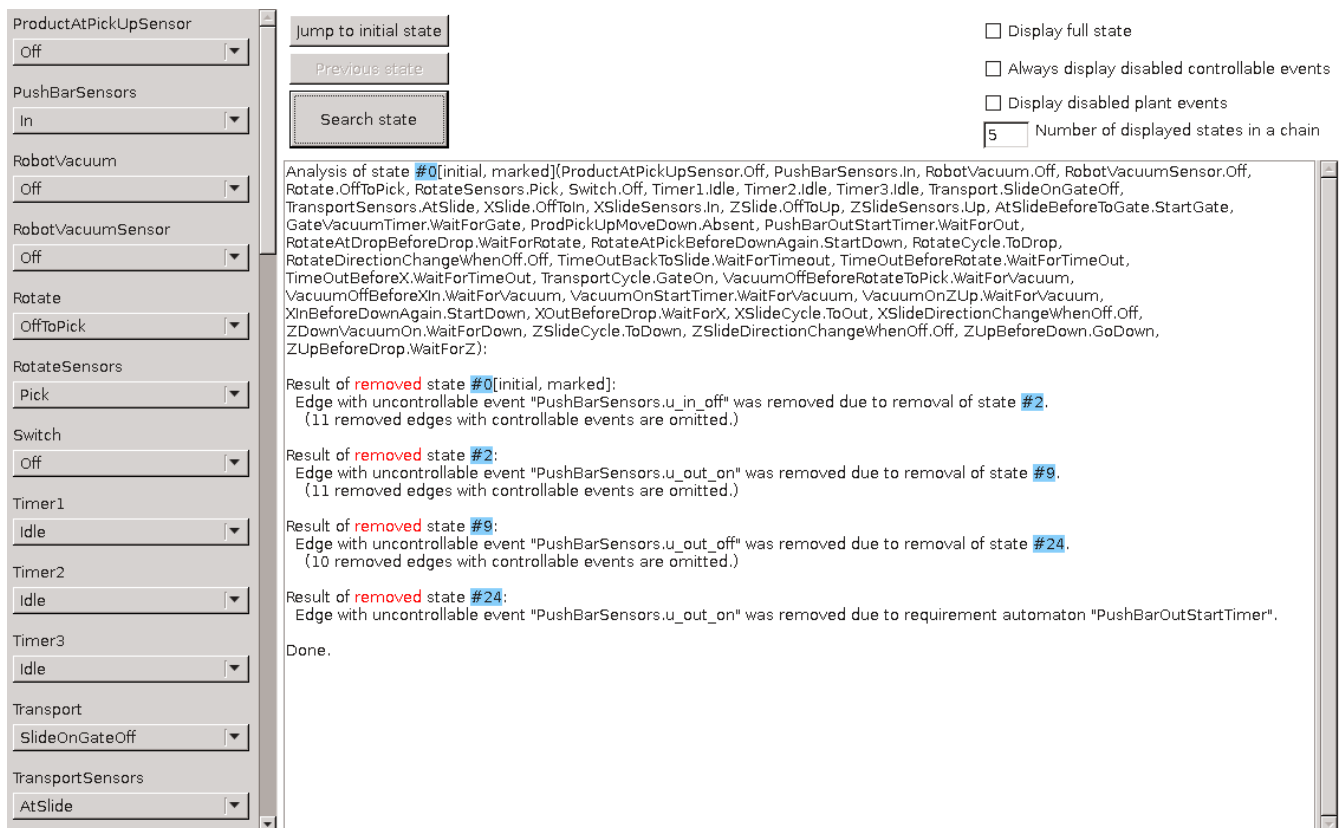 ProductAtPickUpSensor
Off
PushBarSensors
In
RobotVacuum
Off
RobotVacuumSensor
Off
Rotate
OffToPick
RotateSensors
Pick
Switch
Off
Timer1
Idle
Timer2
Idle
Timer3
Idle
Transport
SlideOnGateOff
TransportSensors
AtSlide
Jump to initial state
Previous state
Search state
Display full state
Always display disabled controllable events
Display disabled plant events
5 Number of displayed states in a chain
Analysis of state #0[initial, marked](ProductAtPickUpSensor.Off, PushBarSensors.In, RobotVacuum.Off, RobotVacuumSensor.Off,
Rotate.OffToPick, RotateSensors.Pick, Switch.Off, Timer1.Idle, Timer2.Idle, Timer3.Idle, Transport.SlideOnGateOff,
TransportSensors.AtSlide, XSlide.OffToIn, XSlideSensors.In, ZSlide.OffToUp, ZSlideSensors.Up, AtSlideBeforeToGate.StartGate,
GateVacuumTimer.WaitForGate, ProdPickUpMoveDown.Absent, PushBarOutStartTimer.WaitForOut,
RotateAtDropBeforeDrop.WaitForRotate, RotateAtPickBeforeDownAgain.StartDown, RotateCycle.ToDrop,
RotateDirectionChangeWhenOff.Off, TimeOutBackToSlide.WaitForTimeout, TimeOutBeforeRotate.WaitForTimeOut,
TimeOutBeforeX.WaitForTimeOut, TransportCycle.GateOn, VacuumOffBeforeRotateToPick.WaitForVacuum,
VacuumOffBeforeXIn.WaitForVacuum, VacuumOnStartTimer.WaitForVacuum, VacuumOnZUp.WaitForVacuum,
XInBeforeDownAgain.StartDown, XOutBeforeDrop.WaitForX, XSlideCycle.ToOut, XSlideDirectionChangeWhenOff.Off,
ZDownVacuumOn.WaitForDown, ZSlideCycle.ToDown, ZSlideDirectionChangeWhenOff.Off, ZUpBeforeDown.GoDown,
ZUpBeforeDrop.WaitForZ):
Result of removed state #0[initial, marked]:
Edge with uncontrollable event "PushBarSensors.u_in_off" was removed due to removal of state #2.
(11 removed edges with controllable events are omitted.)
Result of removed state #2:
Edge with uncontrollable event "PushBarSensors.u_out_on" was removed due to removal of state #9.
(11 removed edges with controllable events are omitted.)
Result of removed state #9:
Edge with uncontrollable event "PushBarSensors.u_out_off" was removed due to removal of state #24.
(10 removed edges with controllable events are omitted.)
Result of removed state #24:
Edge with uncontrollable event "PushBarSensors.u_out_on" was removed due to requirement automaton "PushBarOutStartTimer".
Done.